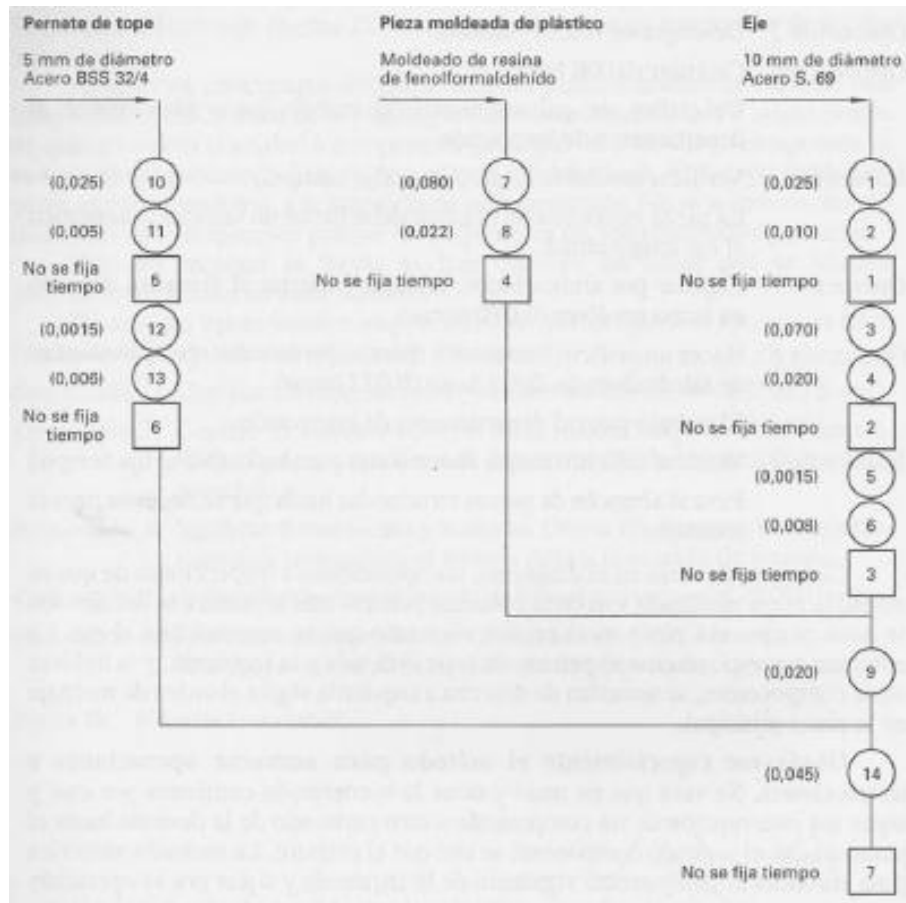 Pernete de tope
5 mm de diámetro
Acero BSS 32/4
(0,025) 10
(0,005) 11
No se fija
tiempo
(0,0015) 12
(0,006) 13
No se fija 6
tiempo
Pieza moldeada de plástico
Moldeado de resina
de fenolformaldehído
(0,080) 7
(0,022) 8
No se fija tiempo
Eje
10 mm de diámetro
Acero S. 69
(0,025) 1
(0,010) 2
No se fija tiempo 1
(0,070) 3
(0,020) 4
No se fija tiempo 2
(0,0015) 5
(0,008) 6
No se fija tiempo 3
(0,020) 9
(0,045) 14
No se fija tiempo 7